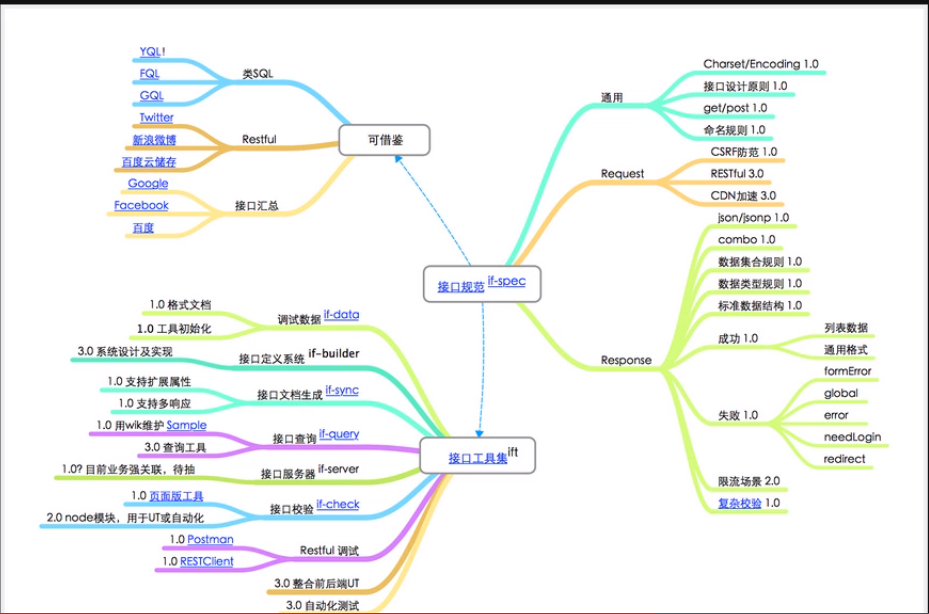 YQL!
FQL
GQL
类SQL
Twitter
新浪微博
百度云储存
Restful
Google
Facebook
百度
接口汇总
可借鉴
通用
Charset/Encoding 1.0
接口设计原则 1.0
get/post 1.0
命名规则 1.0
Request
CSRF防范 1.0
RESTful 3.0
CDN加速 3.0
接口规范 if-spec
Response
json/jsonp 1.0
combo 1.0
数据集合规则 1.0
数据类型规则 1.0
标准数据结构 1.0
成功 1.0
列表数据
通用格式
失败 1.0
formError
global
error
needLogin
redirect
限流场景 2.0
复杂校验 1.0
1.0 格式文档
1.0 工具初始化
调试数据 if-data
3.0 系统设计及实现
接口定义系统 if-builder
1.0 支持扩展属性
1.0 支持多响应
接口文档生成 if-sync
1.0 用wik维护 Sample
3.0 查询工具
接口查询 if-query
1.0? 目前业务强关联，待抽
接口服务器 if-server
1.0 页面版工具
2.0 node模块，用于UT或自动化
接口校验 if-check
1.0 Postman
1.0 RESTClient
Restful 调试
3.0 整合前后端UT
3.0 自动化测试
接口工具集ift